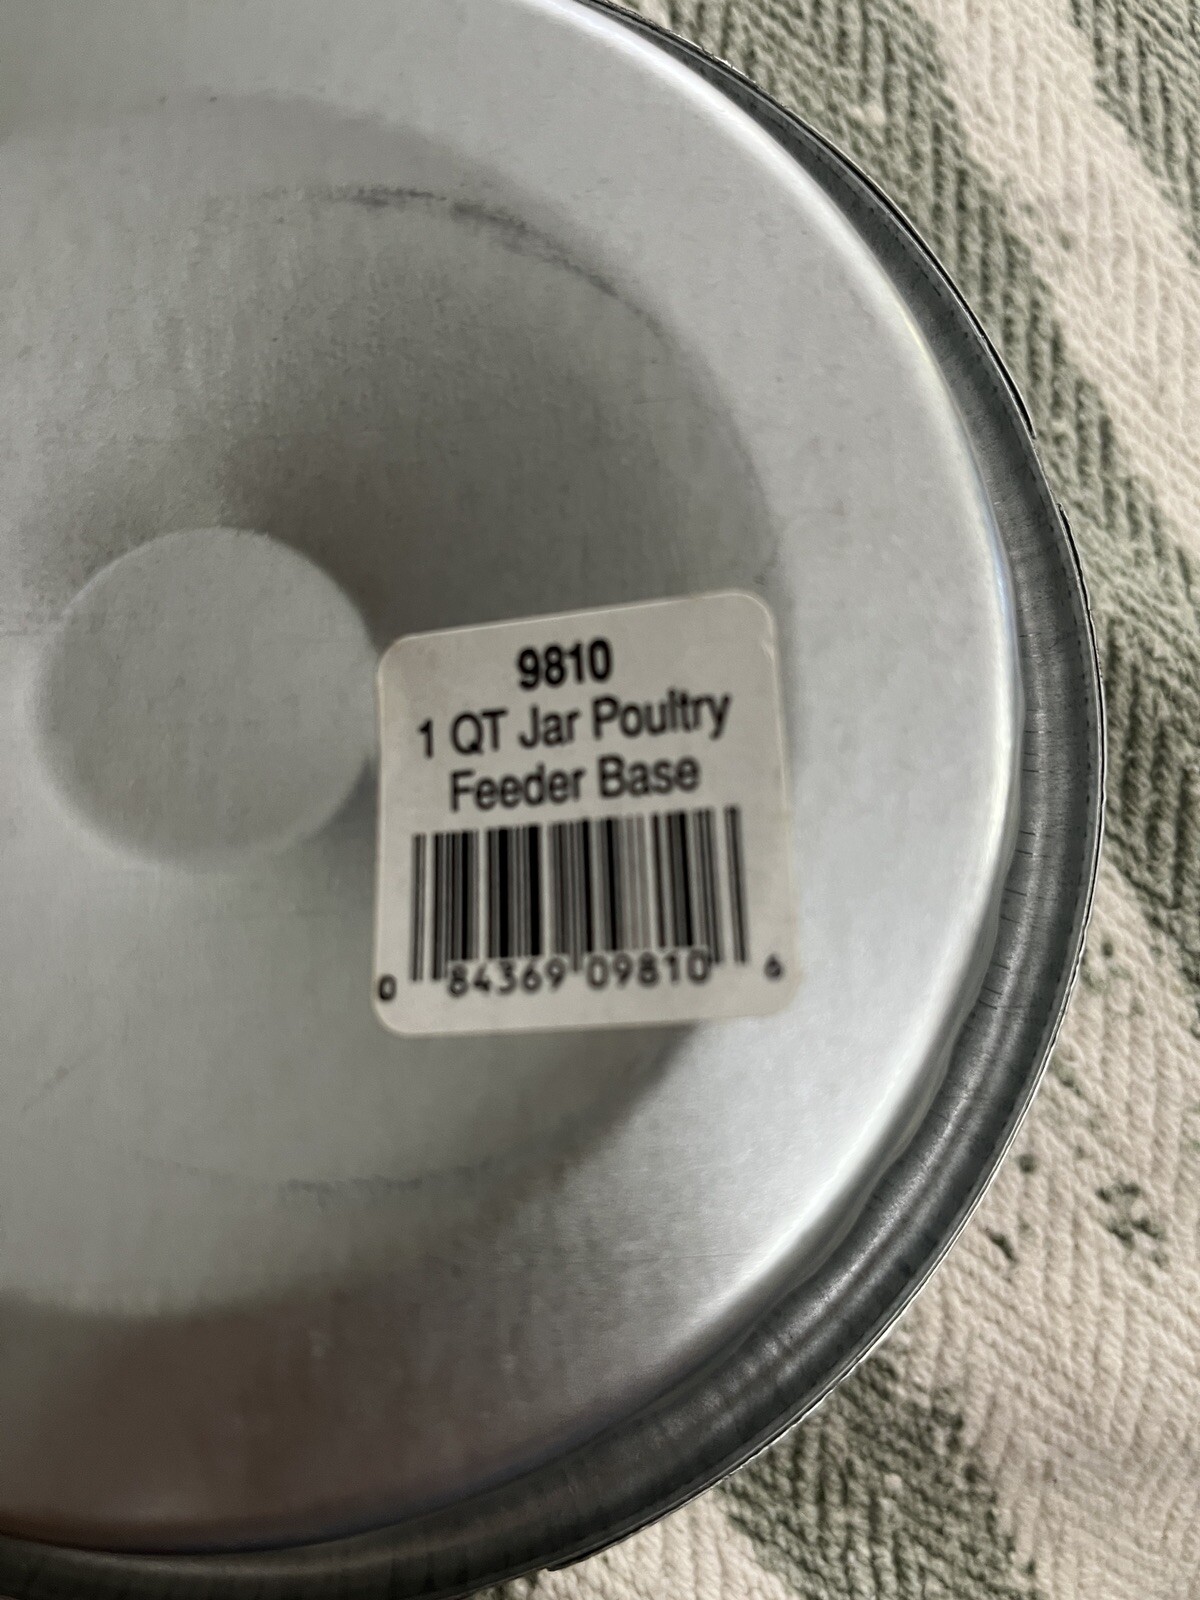 9810
1 QT Jar Poultry
Feeder Base
0 84369 09810 6